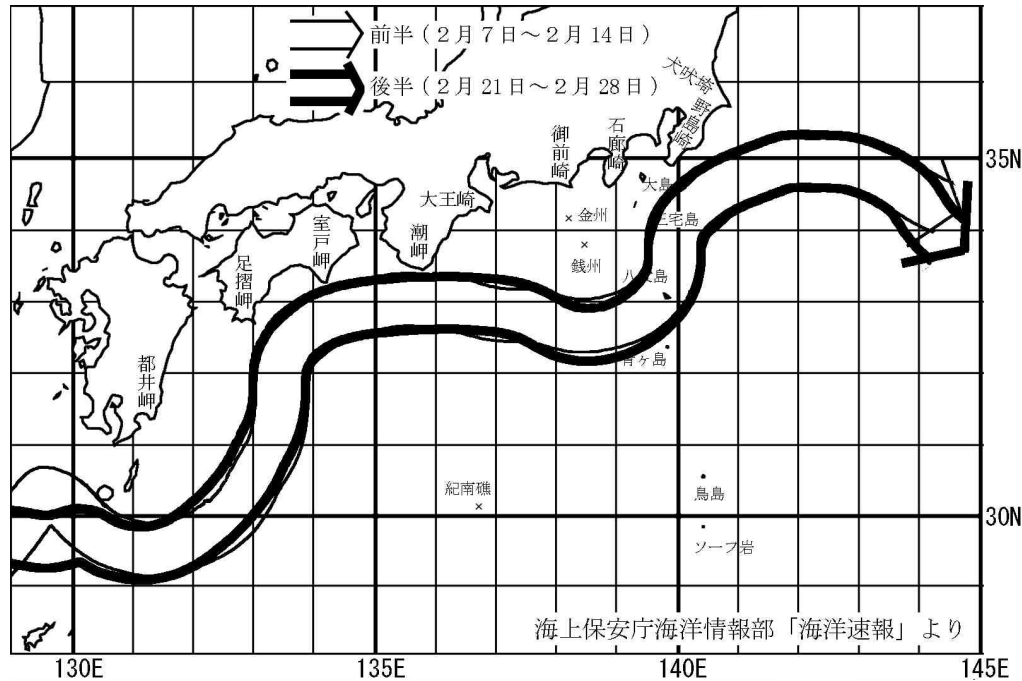 前半（２月７日～２月14日）
後半（２月21日～２月28日）
犬吠埼
野島崎
石廊崎
御前崎
35N
大島
大王崎
金州
三宅島
室戸岬
潮岬
足摺岬
銭州
八丈島
青ヶ島
都井岬
紀南礁
鳥島
30N
ソーフ岩
海上保安庁海洋情報部「海洋速報」より
130E
135E
140E
145E